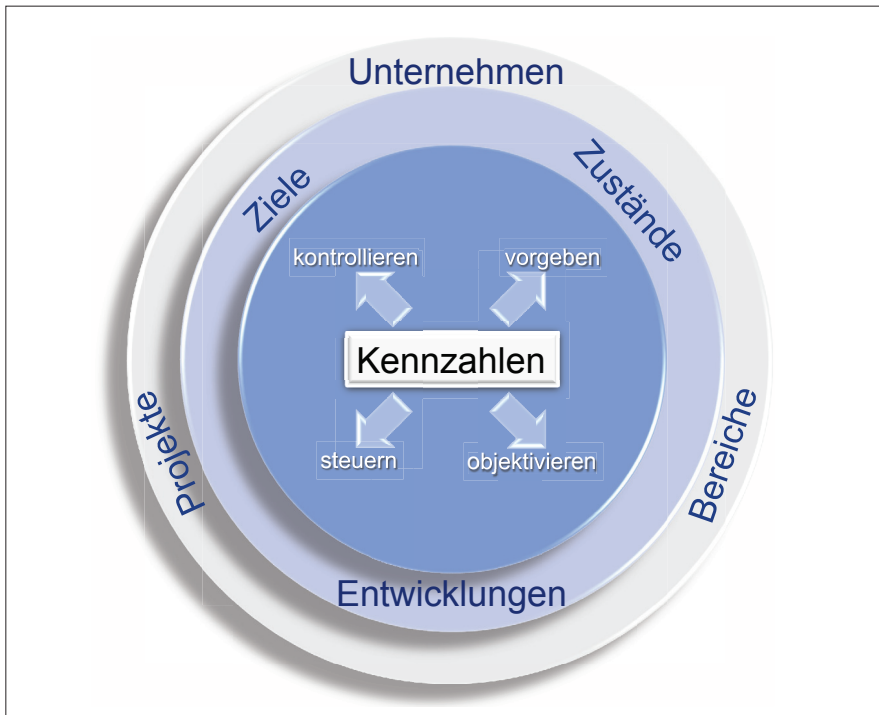 Unternehmen
Ziele
Zustände
kontrollieren
vorgeben
Kennzahlen
steuern
objektivieren
Projekte
Bereiche
Entwicklungen